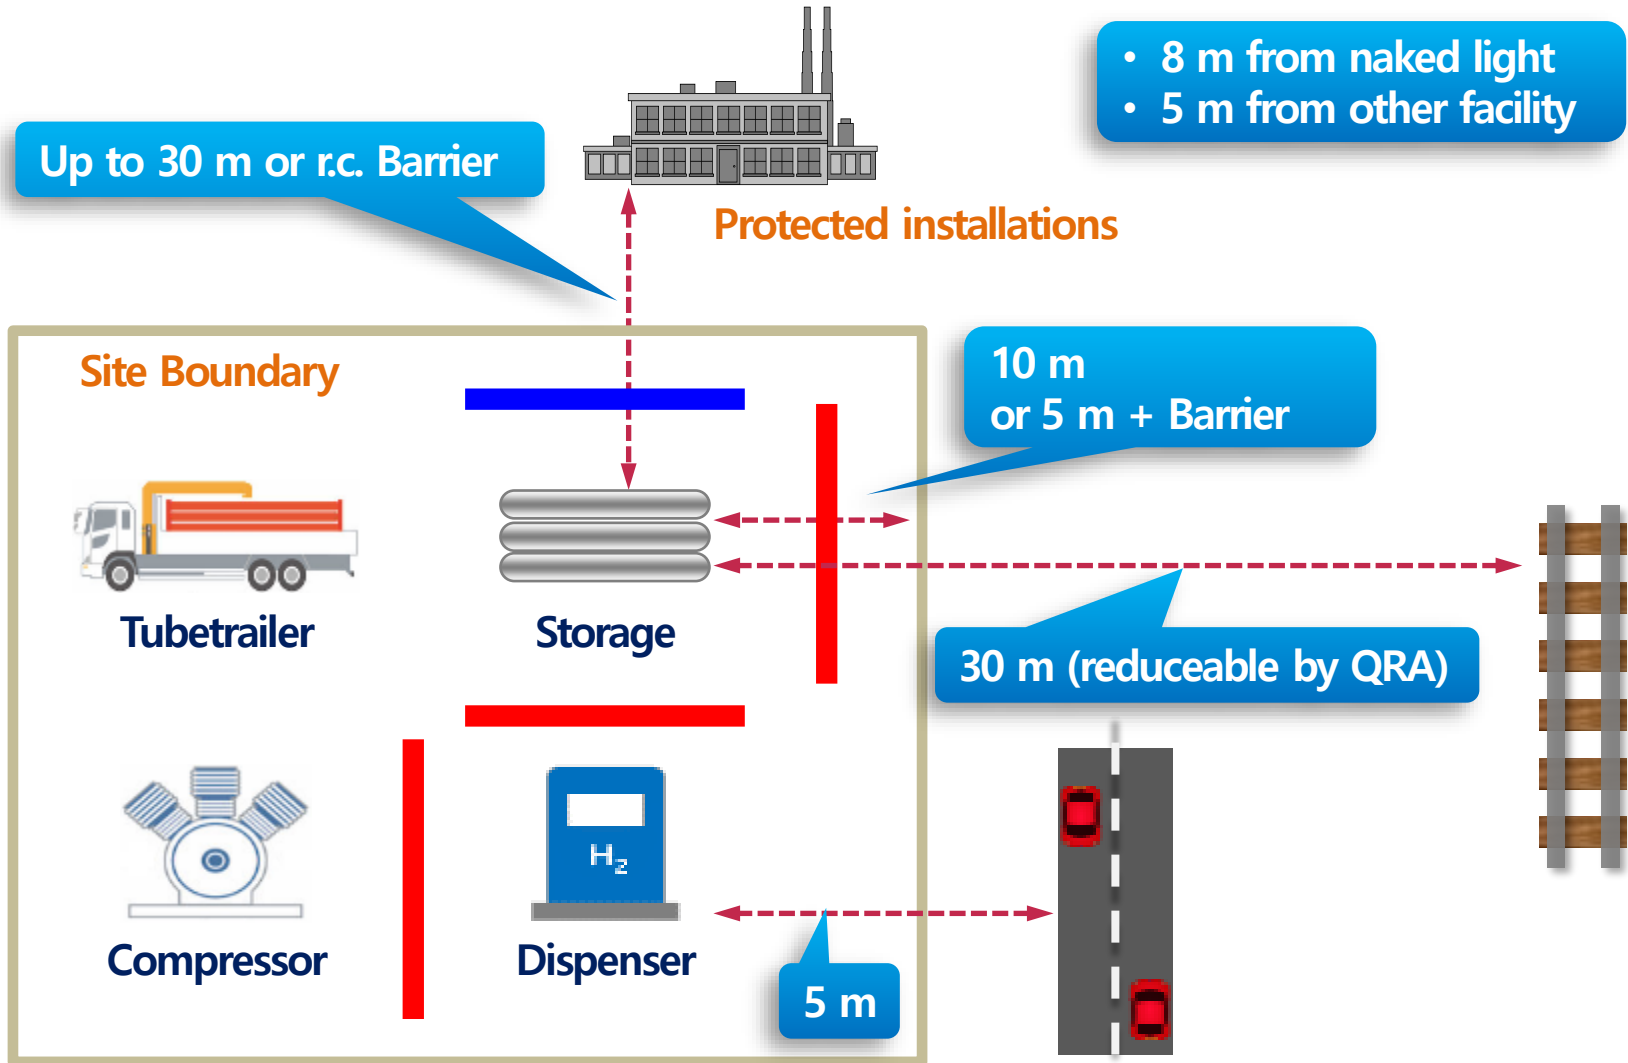 • 8 m from naked light
• 5 m from other facility
Up to 30 m or r.c. Barrier
Protected installations
Site Boundary
10 m
or 5 m + Barrier
Tubetrailer
Storage
30 m (reduceable by QRA)
H2
Compressor
Dispenser
5 m